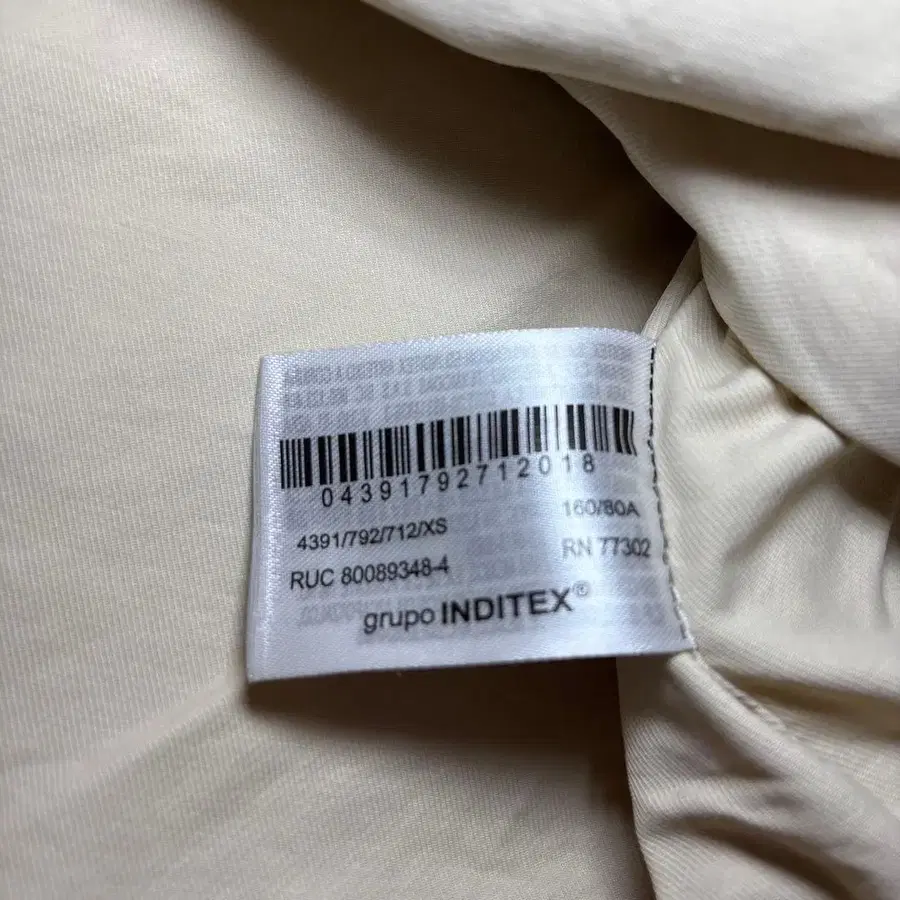 04391792712018
4391/792/712/XS 160/80A
RUC 80089348-4 RN 77302
grupo INDITEX®